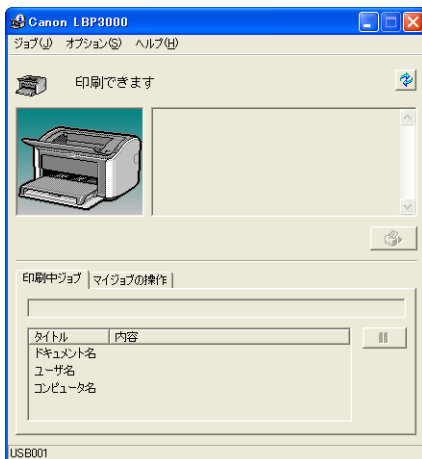 Canon LBP3000
ジョブ(J) オプション(S) ヘルプ(H)
印刷できます
印刷中ジョブ マイジョブの操作
タイトル 内容
ドキュメント名
ユーザ名
コンピュータ名
USB001